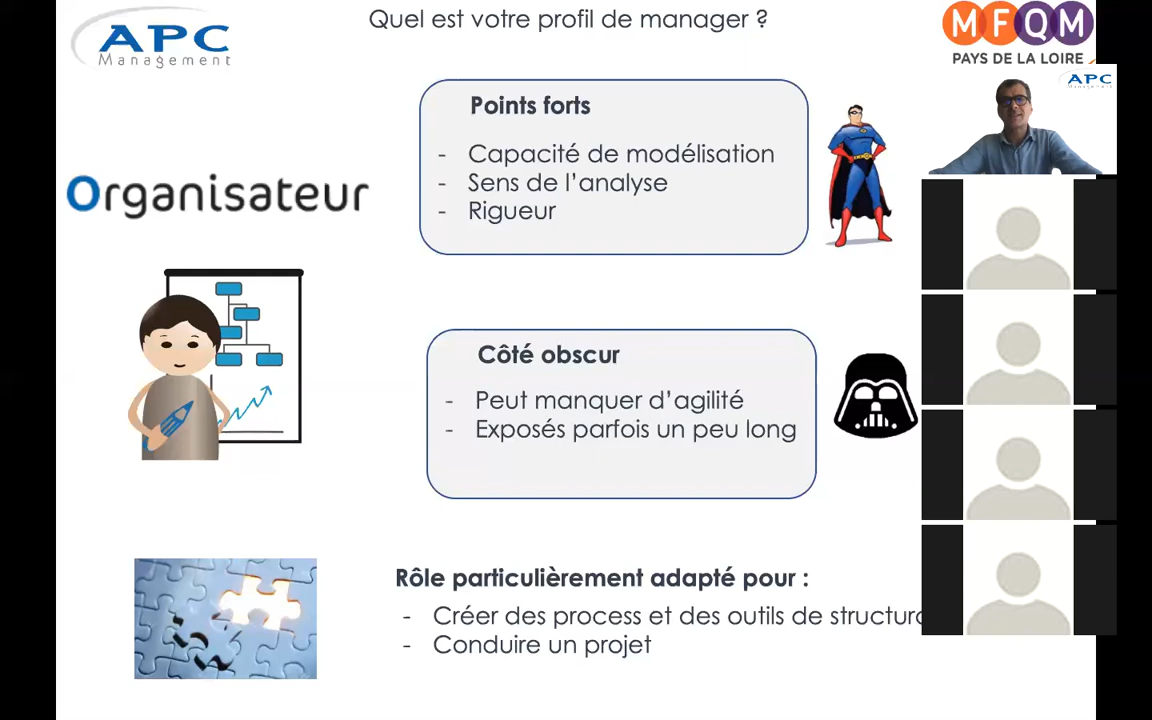 Quel est votre profil de manager ?
APC
Management
MFQM
PAYS DE LA LOIRE
APC
Management
Organisateur
Points forts
- Capacité de modélisation
- Sens de l'analyse
- Rigueur
Côté obscur
- Peut manquer d'agilité
- Exposés parfois un peu long
Rôle particulièrement adapté pour :
- Créer des process et des outils de
- Conduire un projet